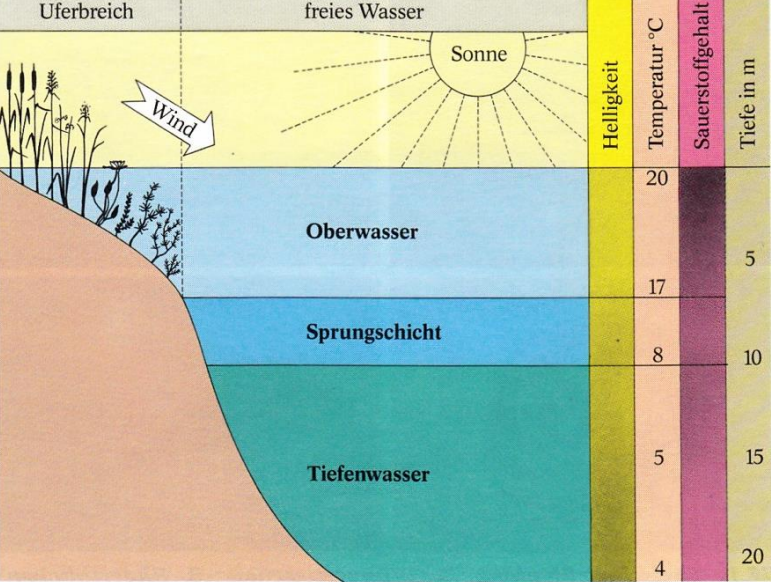 Uferbreich
freies Wasser
Helligkeit
Temperatur °C
Sauerstoffgehalt
Tiefe in m
Sonne
Wind
20
Oberwasser
5
17
Sprungschicht
8
10
Tiefenwasser
5
15
4
20